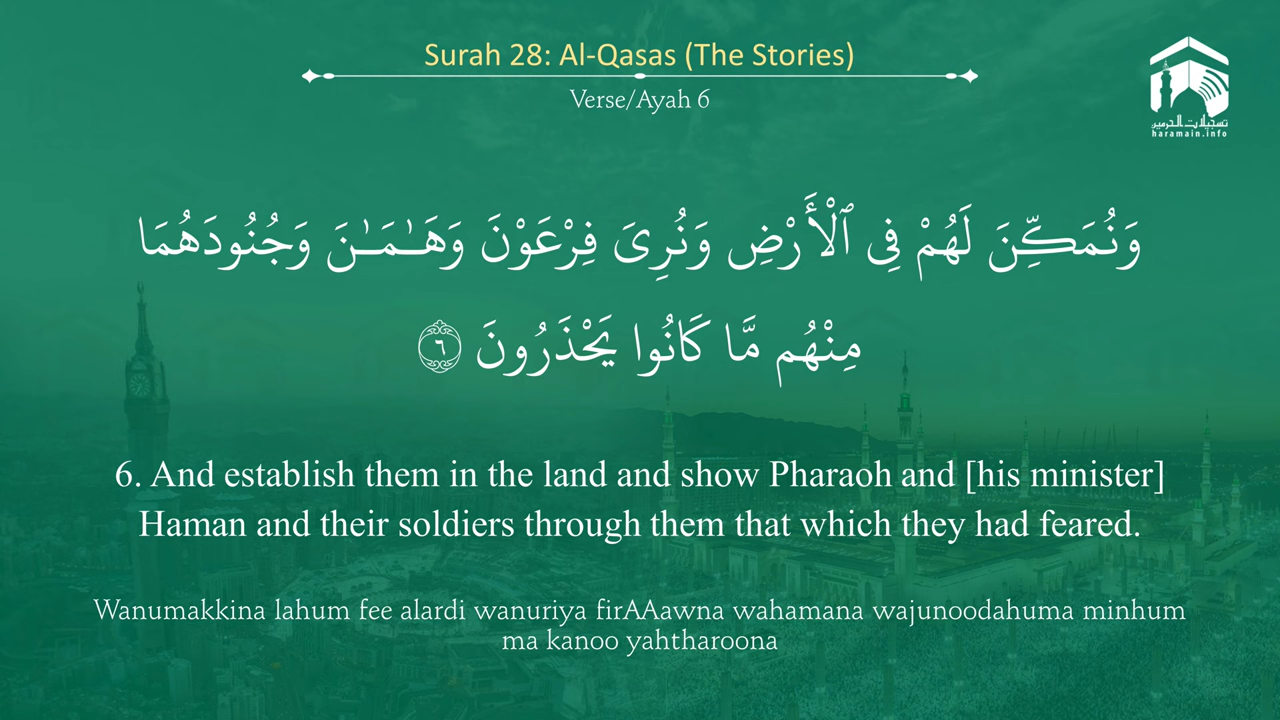 Surah 28: Al-Qasas (The Stories)
Verse/Ayah 6
تسجيلات الحرمين
haramain.info
وَنُمَكِّنَ لَهُمْ فِى ٱلْأَرْضِ وَنُرِىَ فِرْعَوْنَ وَهَـٰمَـٰنَ وَجُنُودَهُمَا
مِنْهُم مَّا كَانُوا يَحْذَرُونَ ٦
6. And establish them in the land and show Pharaoh and [his minister]
Haman and their soldiers through them that which they had feared.
Wanumakkina lahum fee alardi wanuriya firAAawna wahamana wajunoodahuma minhum
ma kanoo yahtharoona